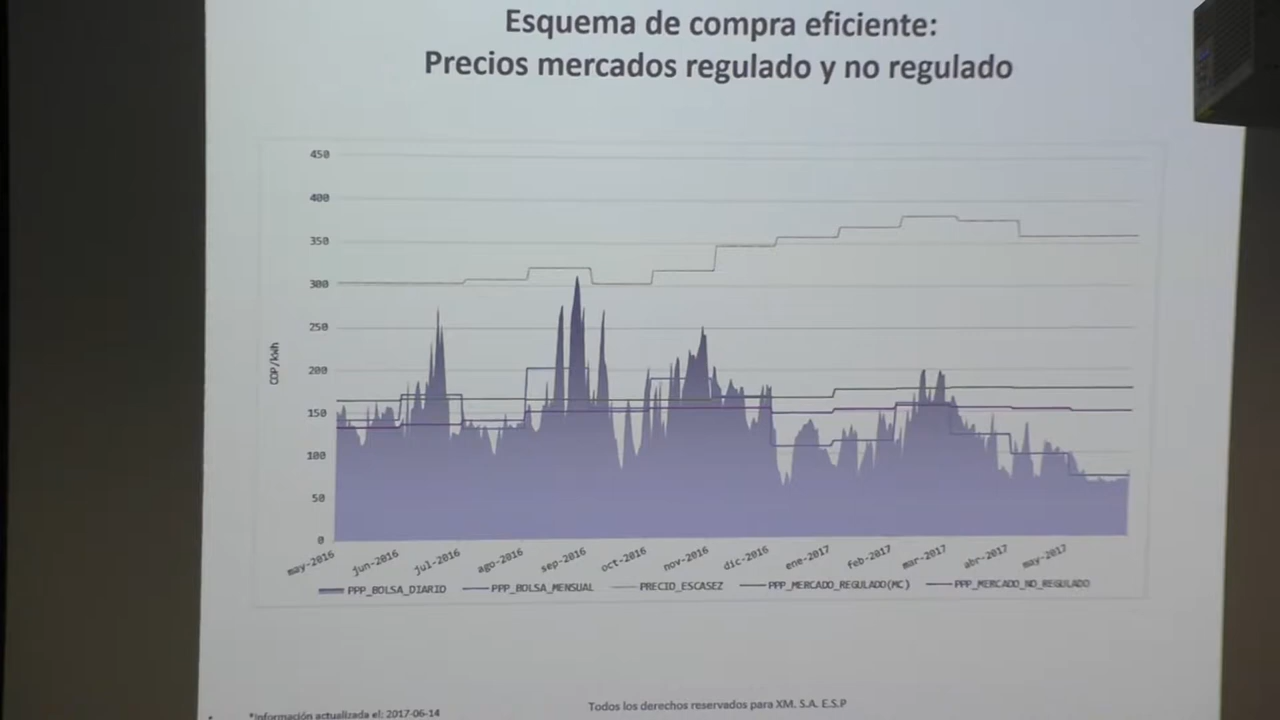 Esquema de compra eficiente:
Precios mercados regulado y no regulado
450
400
350
300
250
200
150
100
50
0
COP/kWh
may-2016
jun-2016
jul-2016
ago-2016
sep-2016
oct-2016
nov-2016
dic-2016
ene-2017
feb-2017
mar-2017
abr-2017
may-2017
PPP_BOLSA_DIARIO
PPP_BOLSA_MENSUAL
PRECIO_ESCASEZ
PPP_MERCADO_REGULADO(MC)
PPP_MERCADO_NO_REGULADO
Todos los derechos reservados para XM. S.A. E.S.P
*Información actualizada el: 2017-06-14